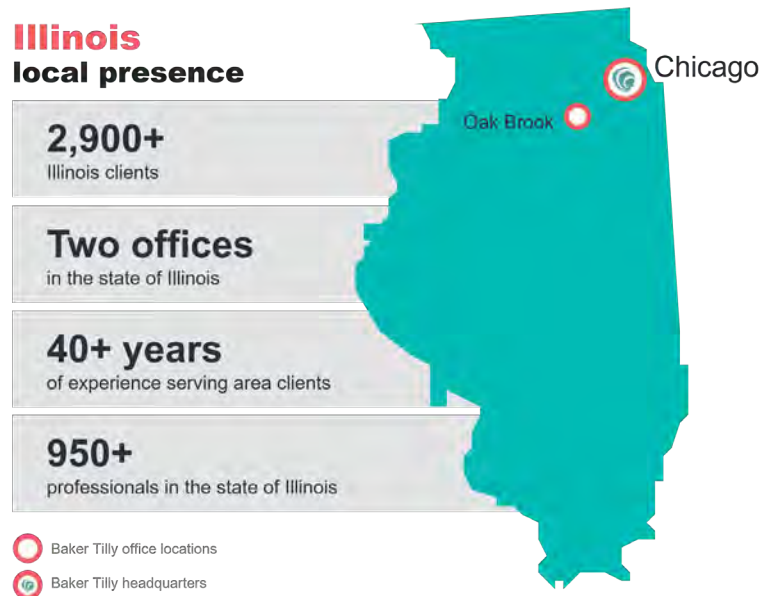 Illinois
local presence
2,900+
Illinois clients
Two offices
in the state of Illinois
40+ years
of experience serving area clients
950+
professionals in the state of Illinois
Baker Tilly office locations
Baker Tilly headquarters
Chicago
Oak Brook